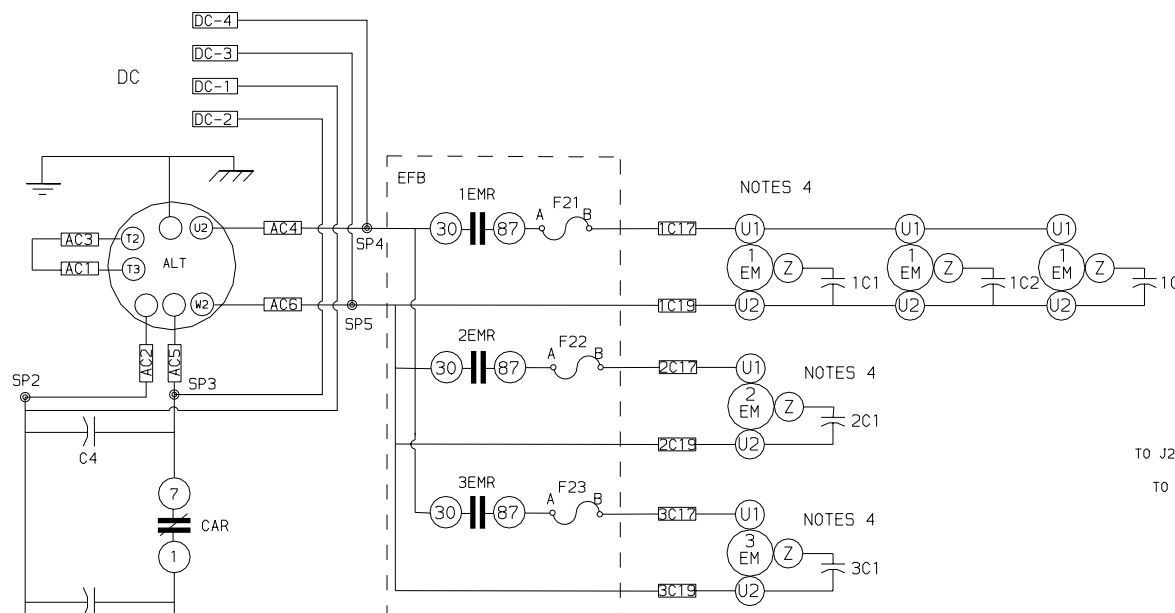 DC-4
DC-3
DC
DC-1
DC-2
EFB
1EMR
F21
NOTES 4
A
B
U2
AC4
SP4
30
87
1C17
U1
U1
U1
T2
AC3
ALT
T3
AC1
1
EM
Z
1C1
1
EM
Z
1C2
1
EM
Z
1C
W2
AC6
SP5
1C19
U2
U2
U2
2EMR
F22
AC2
AC5
A
B
30
87
2C17
U1
NOTES 4
SP2
SP3
2
EM
Z
2C1
C4
2C19
U2
TO J2
3EMR
F23
TO
7
A
B
30
87
3C17
U1
NOTES 4
CAR
3
EM
Z
3C1
1
3C19
U2